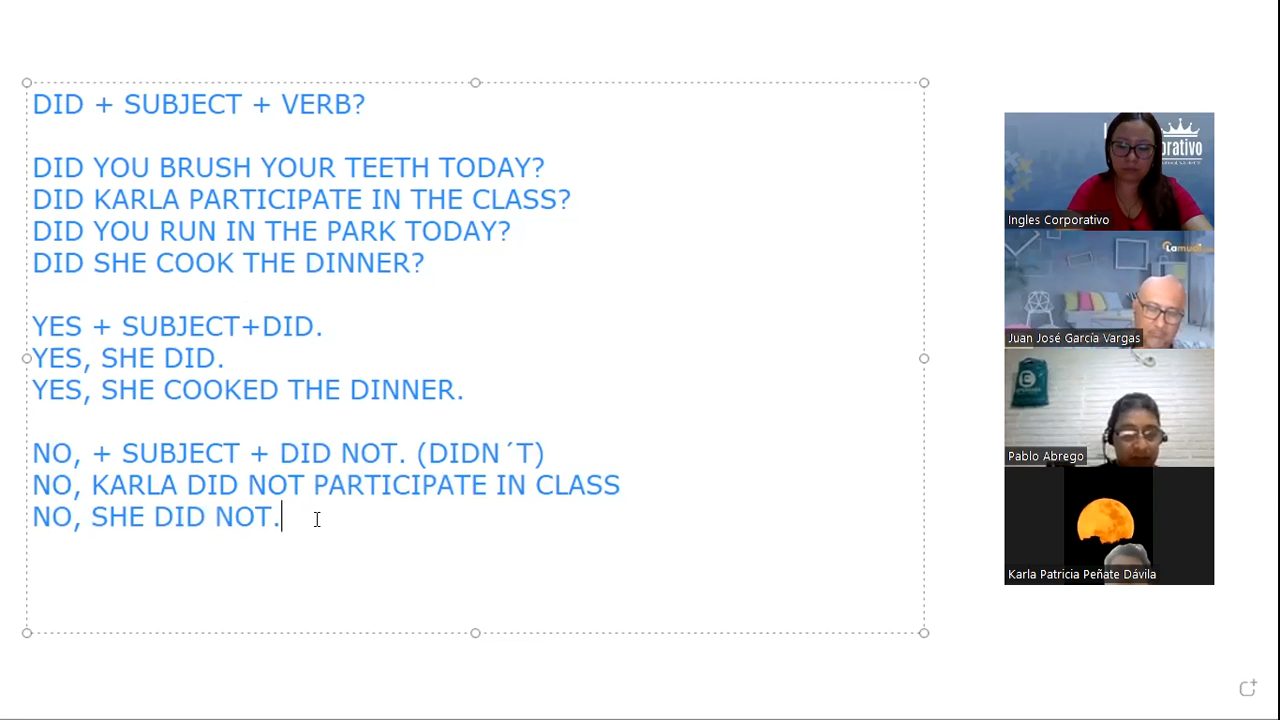 DID + SUBJECT + VERB?
DID YOU BRUSH YOUR TEETH TODAY?
DID KARLA PARTICIPATE IN THE CLASS?
DID YOU RUN IN THE PARK TODAY?
DID SHE COOK THE DINNER?
YES + SUBJECT+DID.
YES, SHE DID.
YES, SHE COOKED THE DINNER.
NO, + SUBJECT + DID NOT. (DIDN´T)
NO, KARLA DID NOT PARTICIPATE IN CLASS
NO, SHE DID NOT.
Ingles Corporativo
Juan José García Vargas
Pablo Abrego
Karla Patricia Peñate Dávila